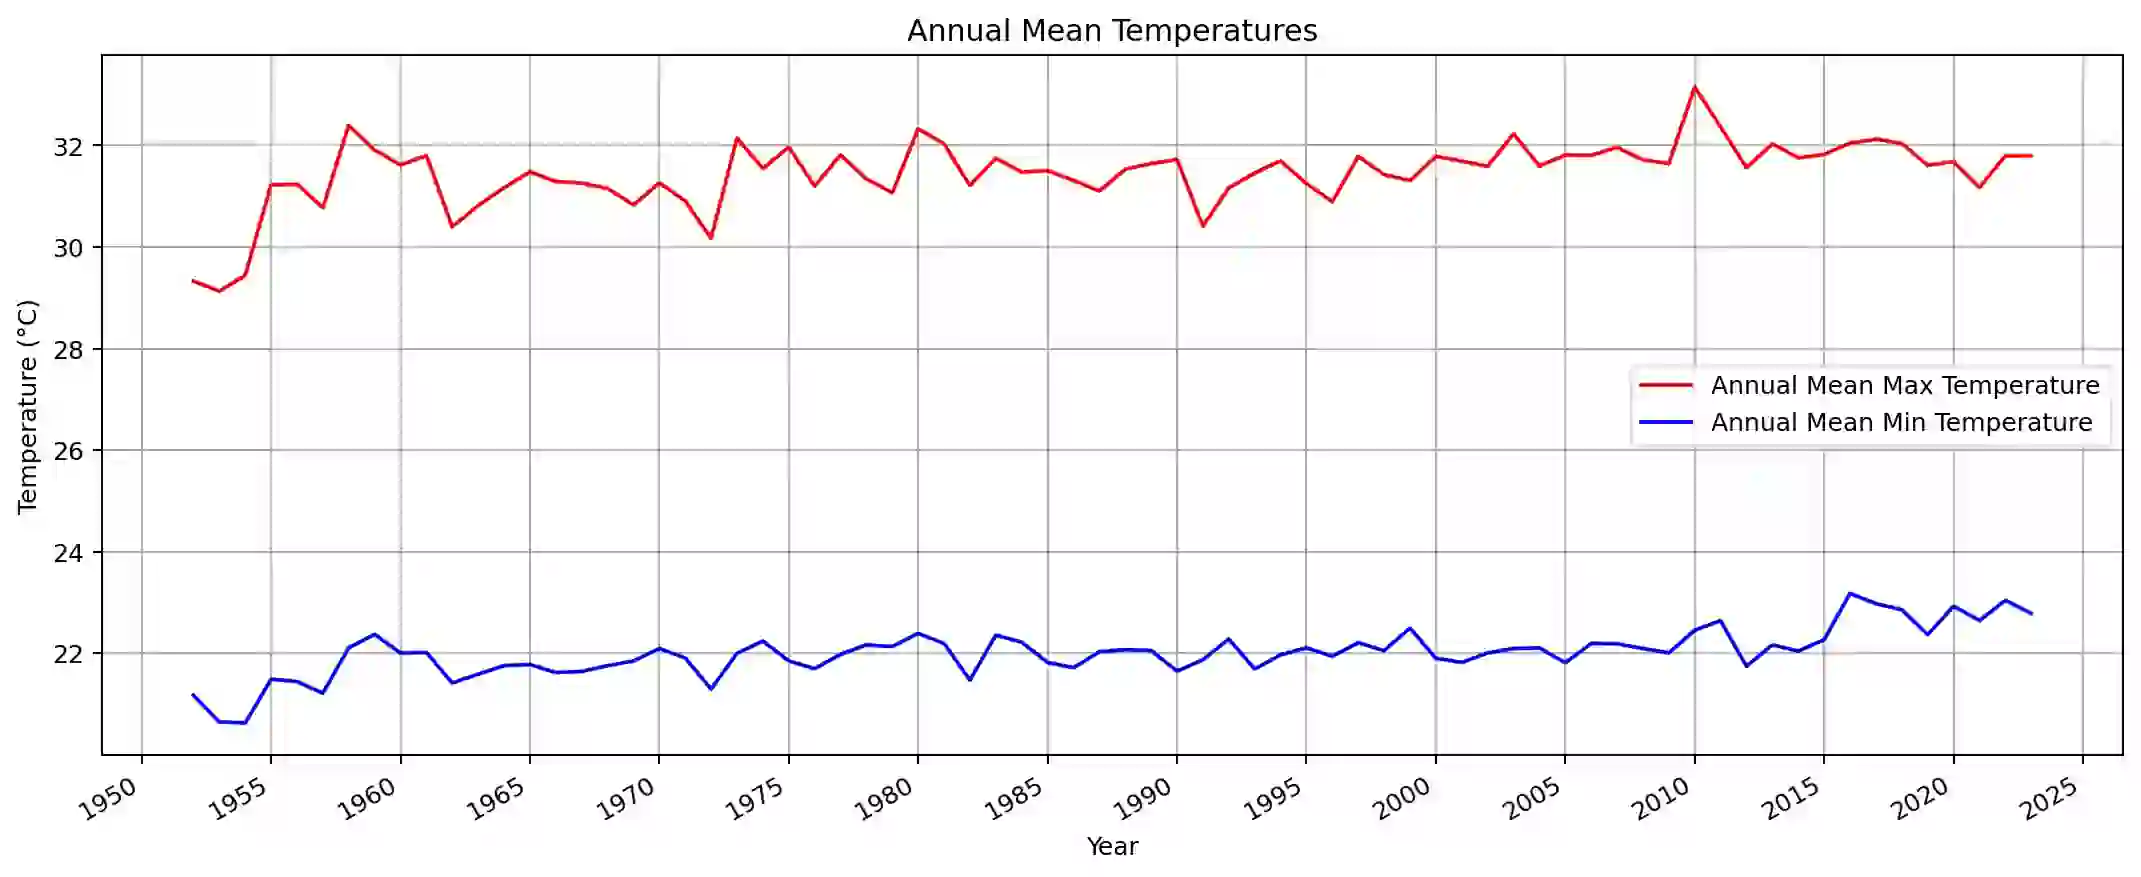 Annual Mean Temperatures
32
30
28
26
24
22
Temperature (°C)
Annual Mean Max Temperature
Annual Mean Min Temperature
1950 1955 1960 1965 1970 1975 1980 1985 1990 1995 2000 2005 2010 2015 2020 2025
Year